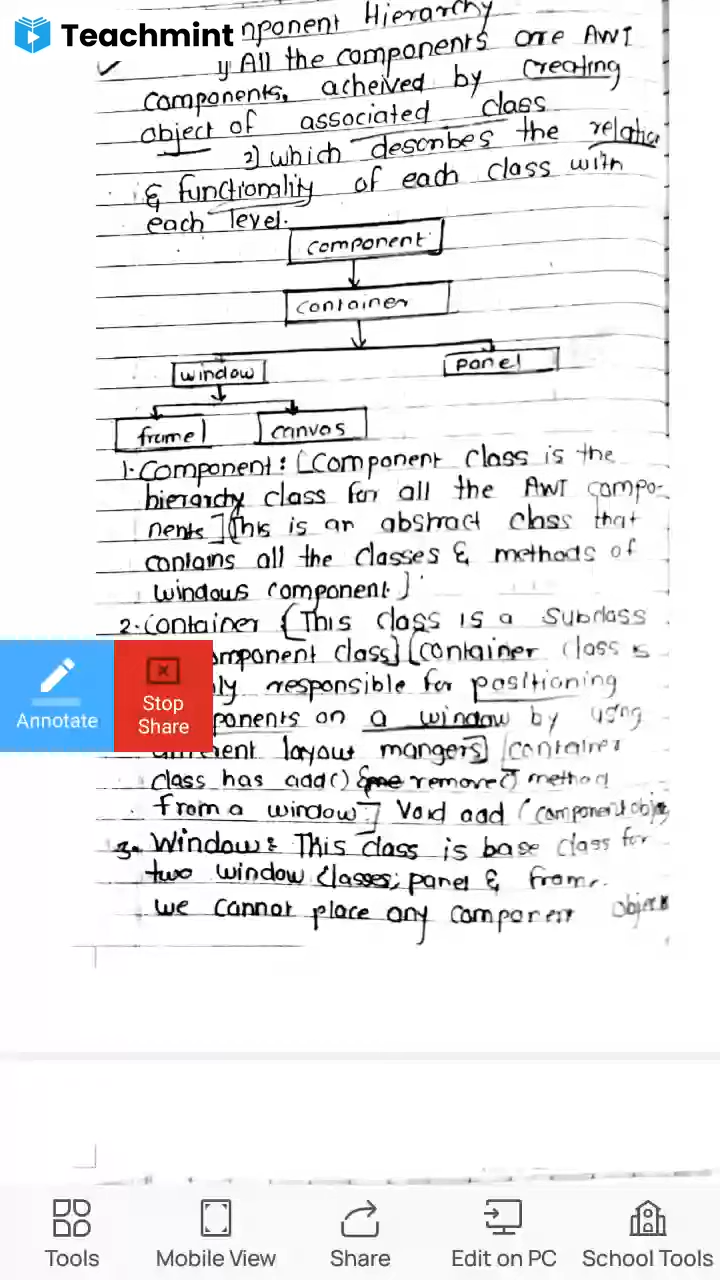 Teachmint
nponent Hierarchy
1) All the components are AWT
components, acheived by creating
object of associated class
2) which describes the relation
& functionality of each class with
each level.
component
container
window
panel
frame
canvas
1. Component: [Component class is the
hierarchy class for all the AWT compo-
nents] [This is an abstract class that
contains all the classes & methods of
windows component.]
2. container [This class is a subclass
omponent class] [container class is
ly responsible for positioning
ponents on a window by using
layout mangers] [container
class has add() & remove() method
from a window] Void add (component
3. Window: This class is base class for
two window classes; panel & frame.
we cannot place any component objects
Annotate
Stop
Share
Tools
Mobile View
Share
Edit on PC
School Tools